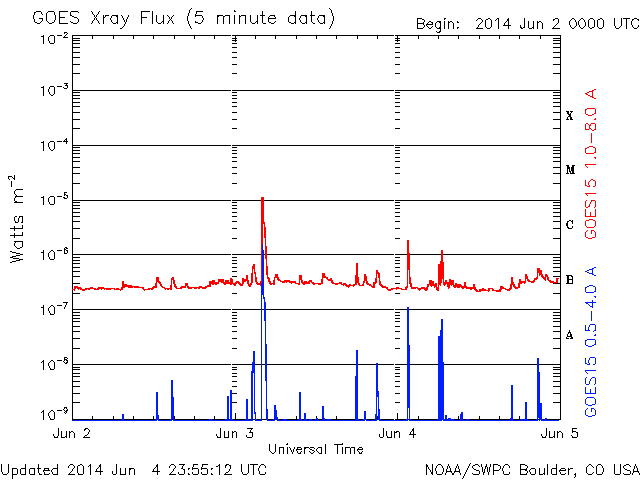 GOES Xray Flux (5 minute data)
Begin: 2014 Jun 2 0000 UTC
10⁻²
10⁻³
10⁻⁴
10⁻⁵
10⁻⁶
10⁻⁷
10⁻⁸
10⁻⁹
Watts m⁻²
X
M
C
B
A
GOES15 1.0–8.0 A
GOES15 0.5–4.0 A
Jun 2
Jun 3
Jun 4
Jun 5
Universal Time
Updated 2014 Jun 4 23:55:12 UTC
NOAA/SWPC Boulder, CO USA